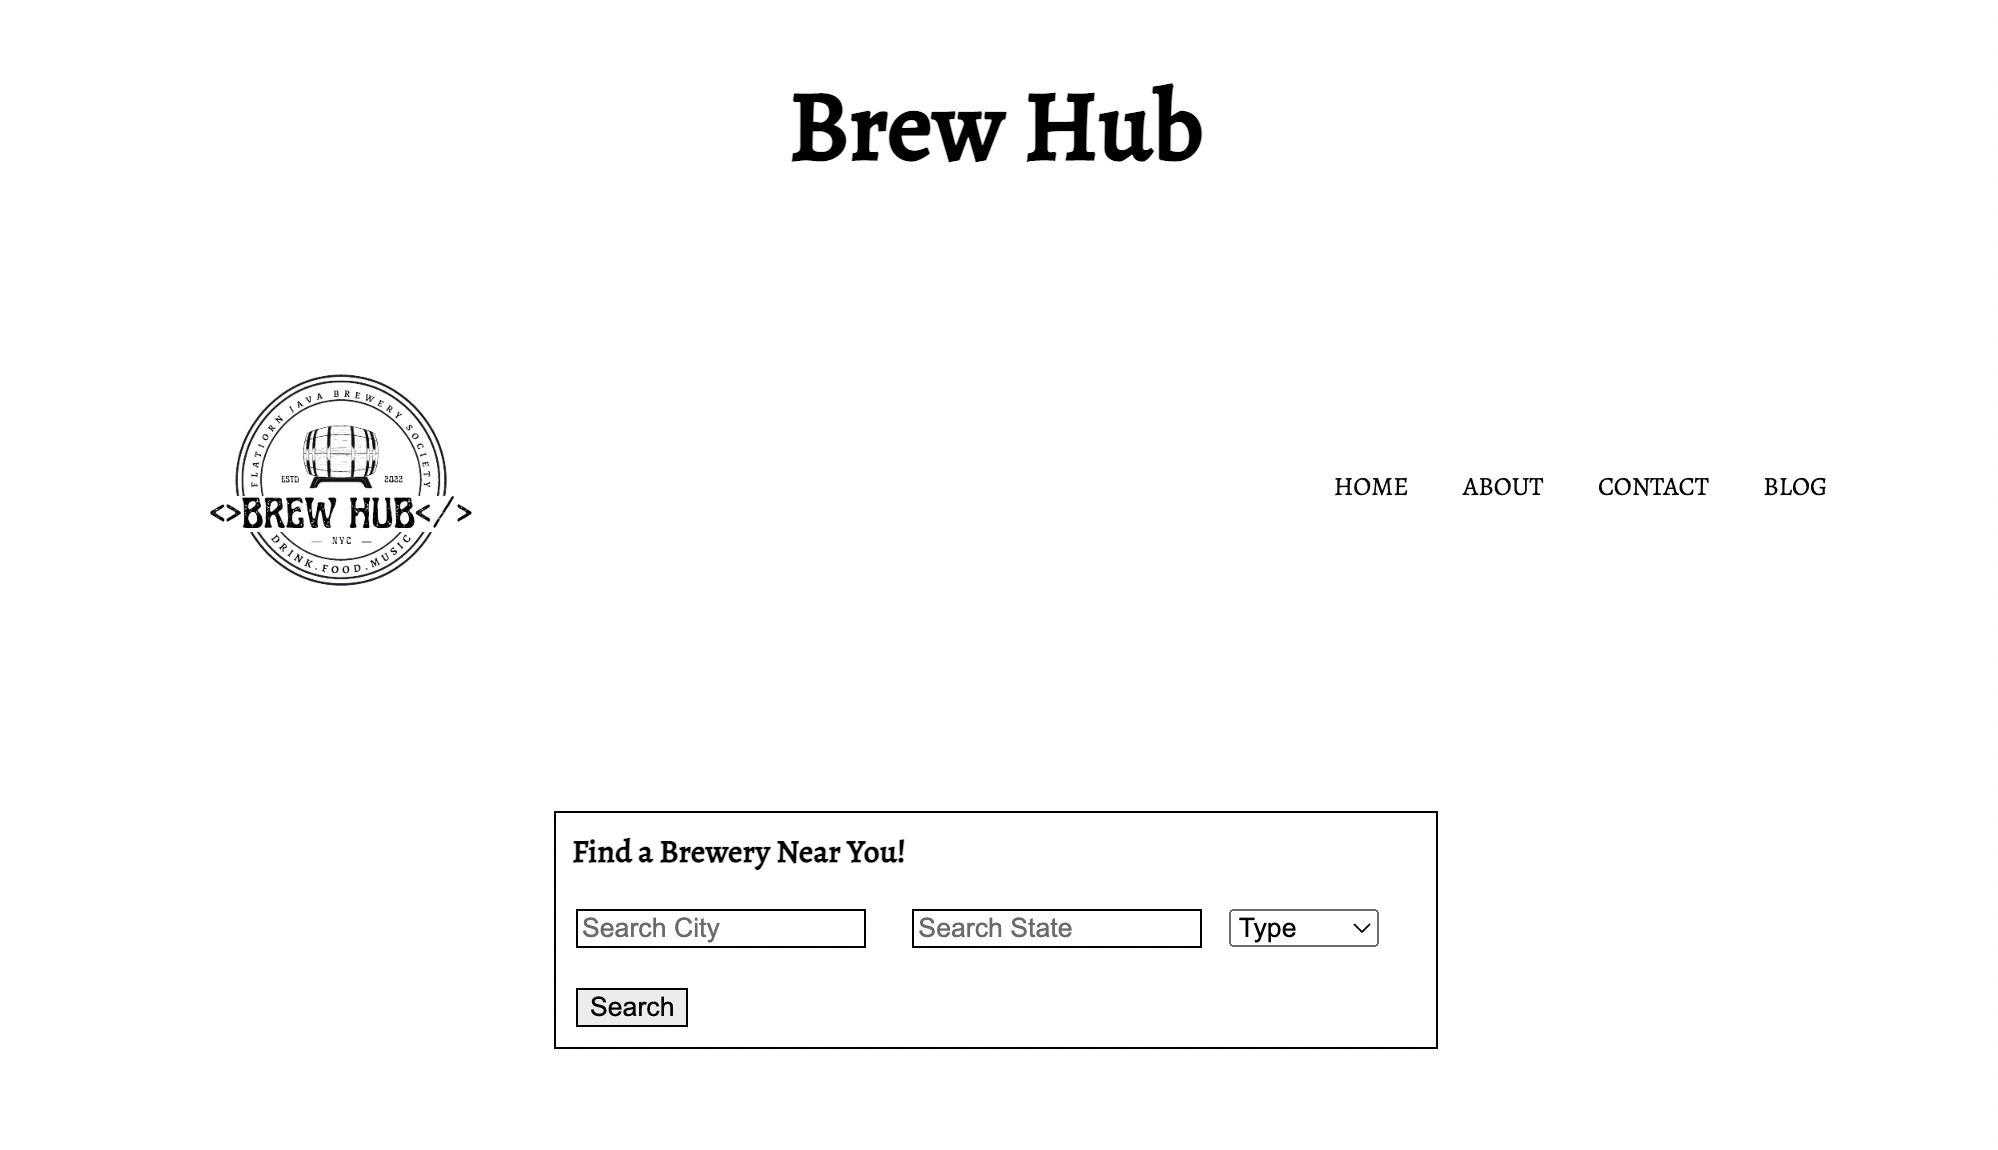 Brew Hub
FLATIORN JAVA BREWERY SOCIETY
ESTD 2022
<>BREW HUB</>
— NYC —
DRINK.FOOD.MUSIC
HOME ABOUT CONTACT BLOG
Find a Brewery Near You!
Search City Search State Type
Search